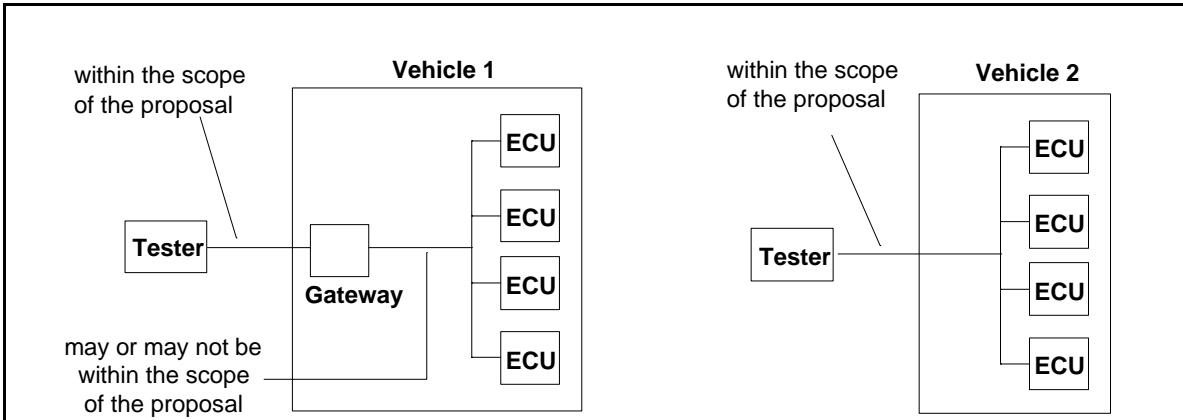 within the scope
of the proposal
Vehicle 1
ECU
ECU
ECU
ECU
Tester
Gateway
may or may not be
within the scope
of the proposal
within the scope
of the proposal
Vehicle 2
ECU
ECU
ECU
ECU
Tester